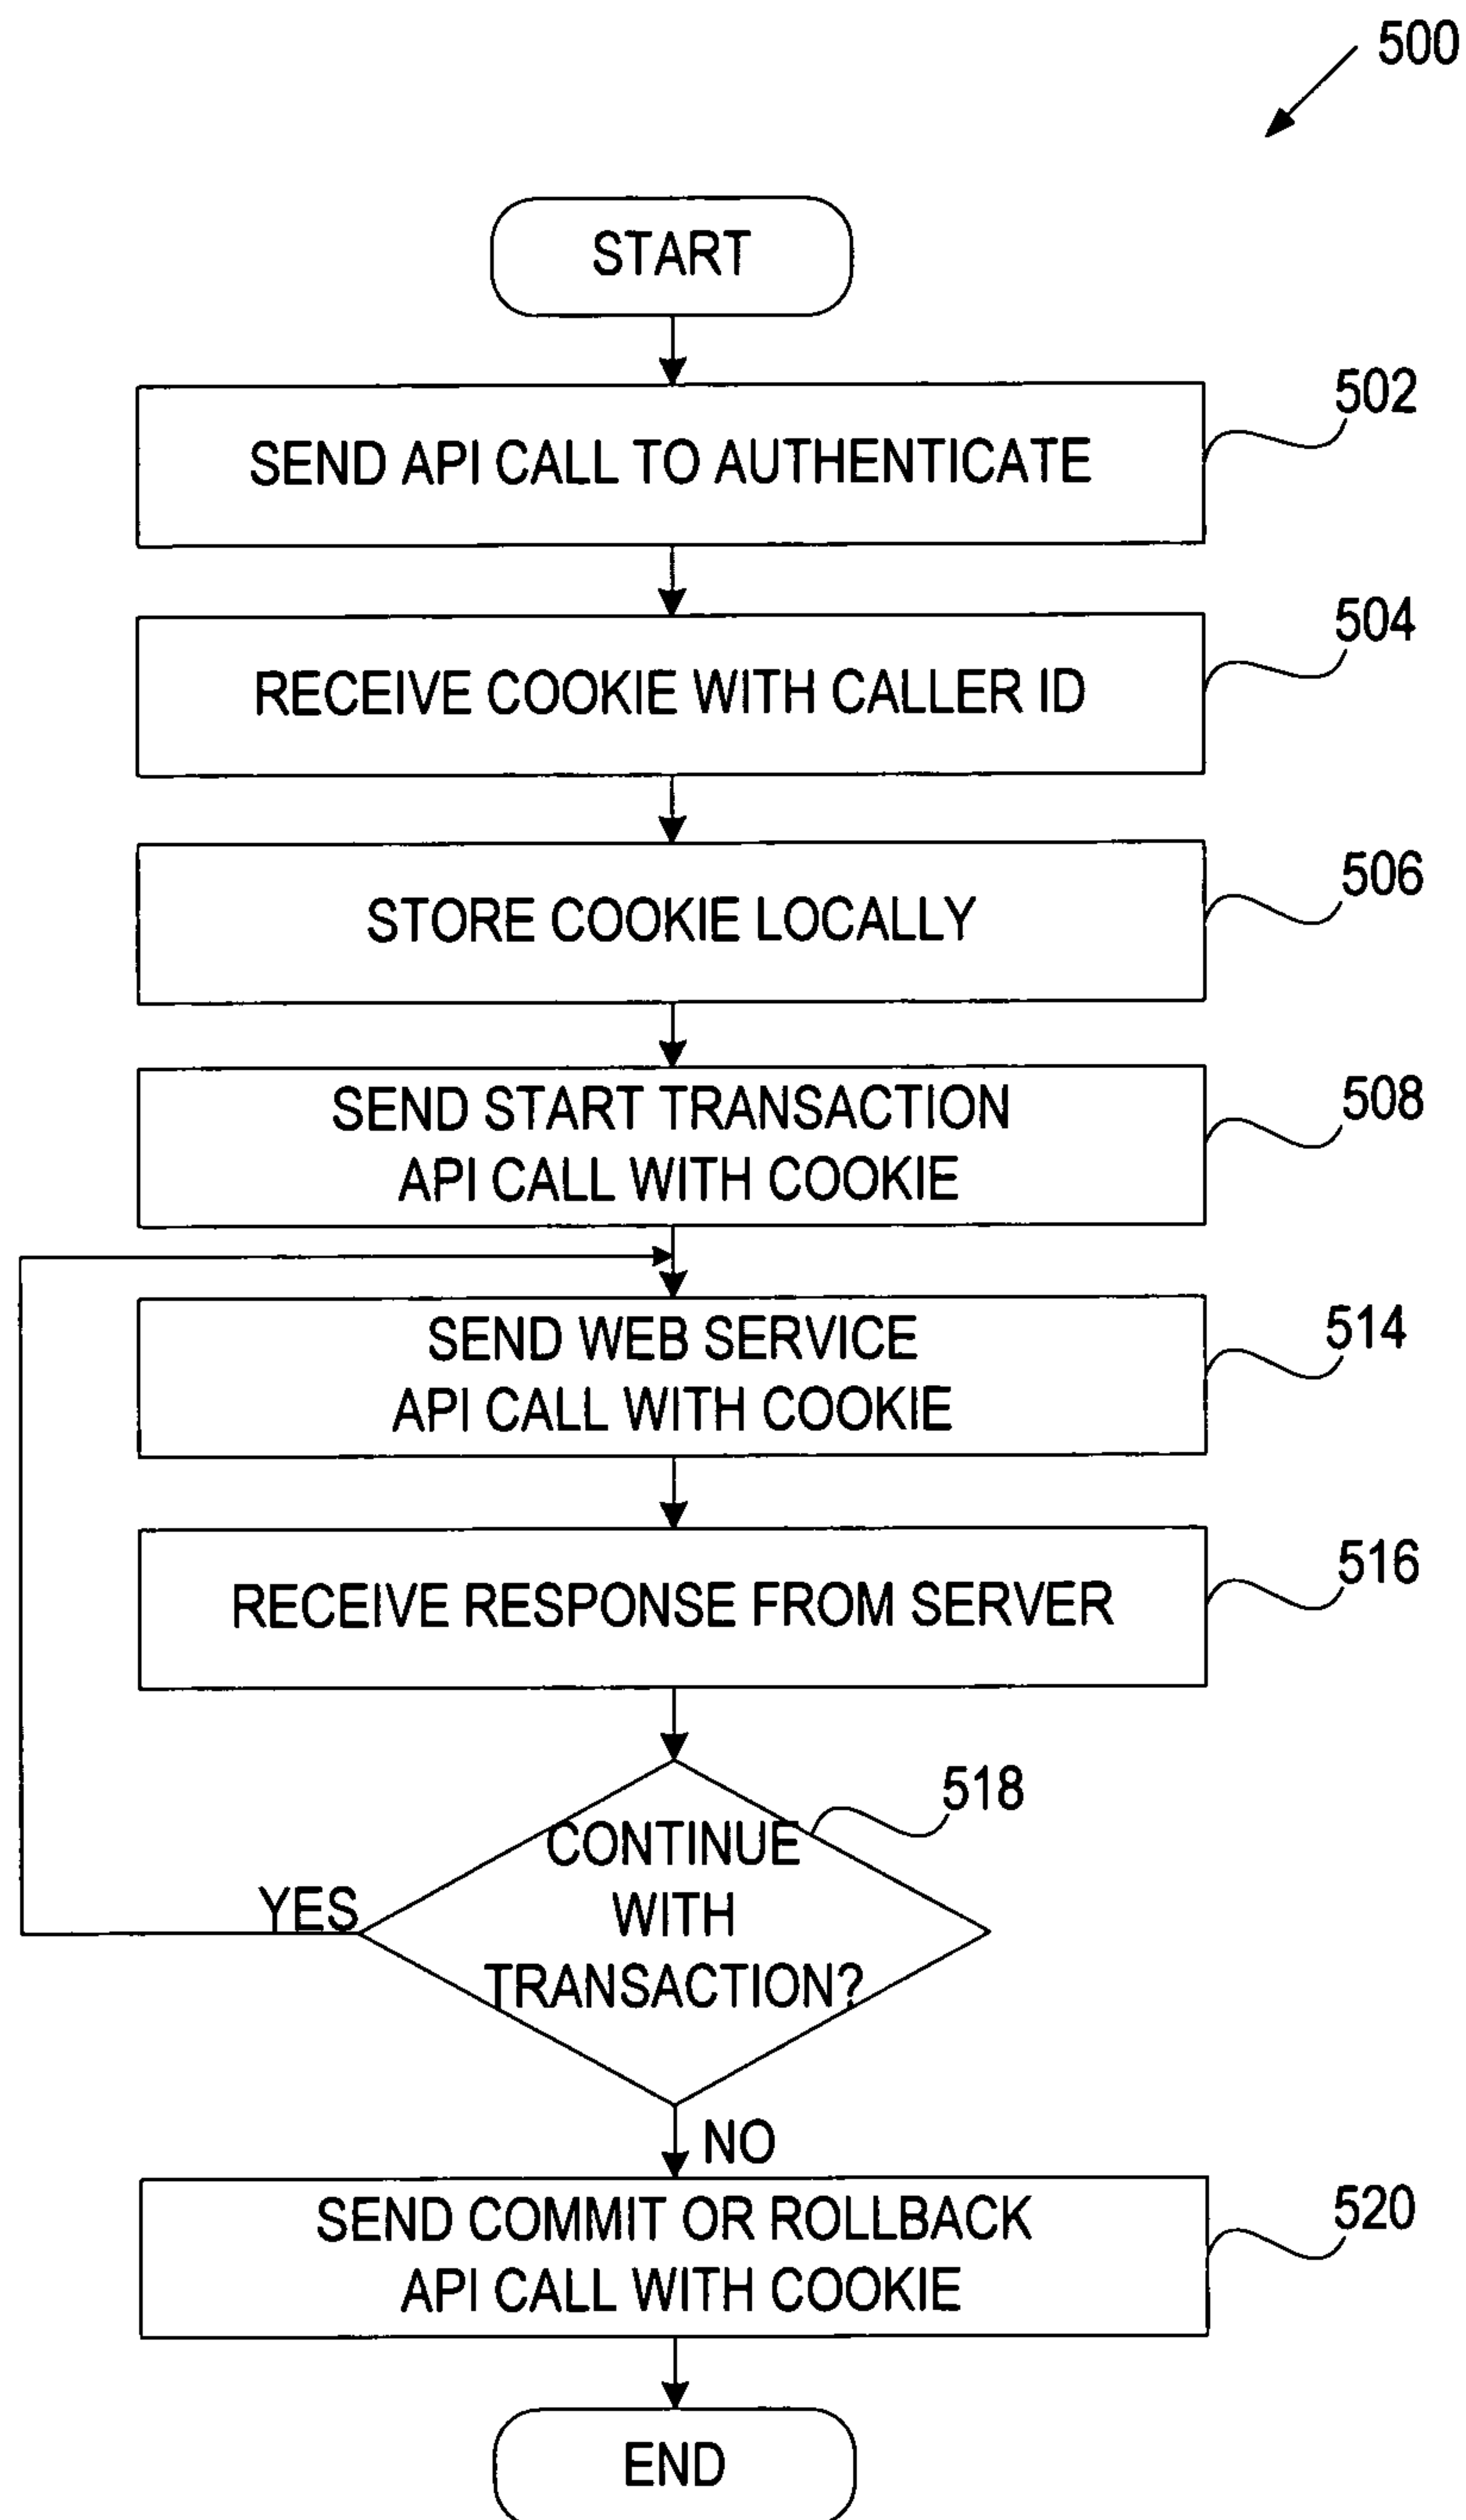 500
START
SEND API CALL TO AUTHENTICATE
502
RECEIVE COOKIE WITH CALLER ID
504
STORE COOKIE LOCALLY
506
SEND START TRANSACTION
API CALL WITH COOKIE
508
SEND WEB SERVICE
API CALL WITH COOKIE
514
RECEIVE RESPONSE FROM SERVER
516
CONTINUE
WITH
TRANSACTION?
518
YES
NO
SEND COMMIT OR ROLLBACK
API CALL WITH COOKIE
520
END